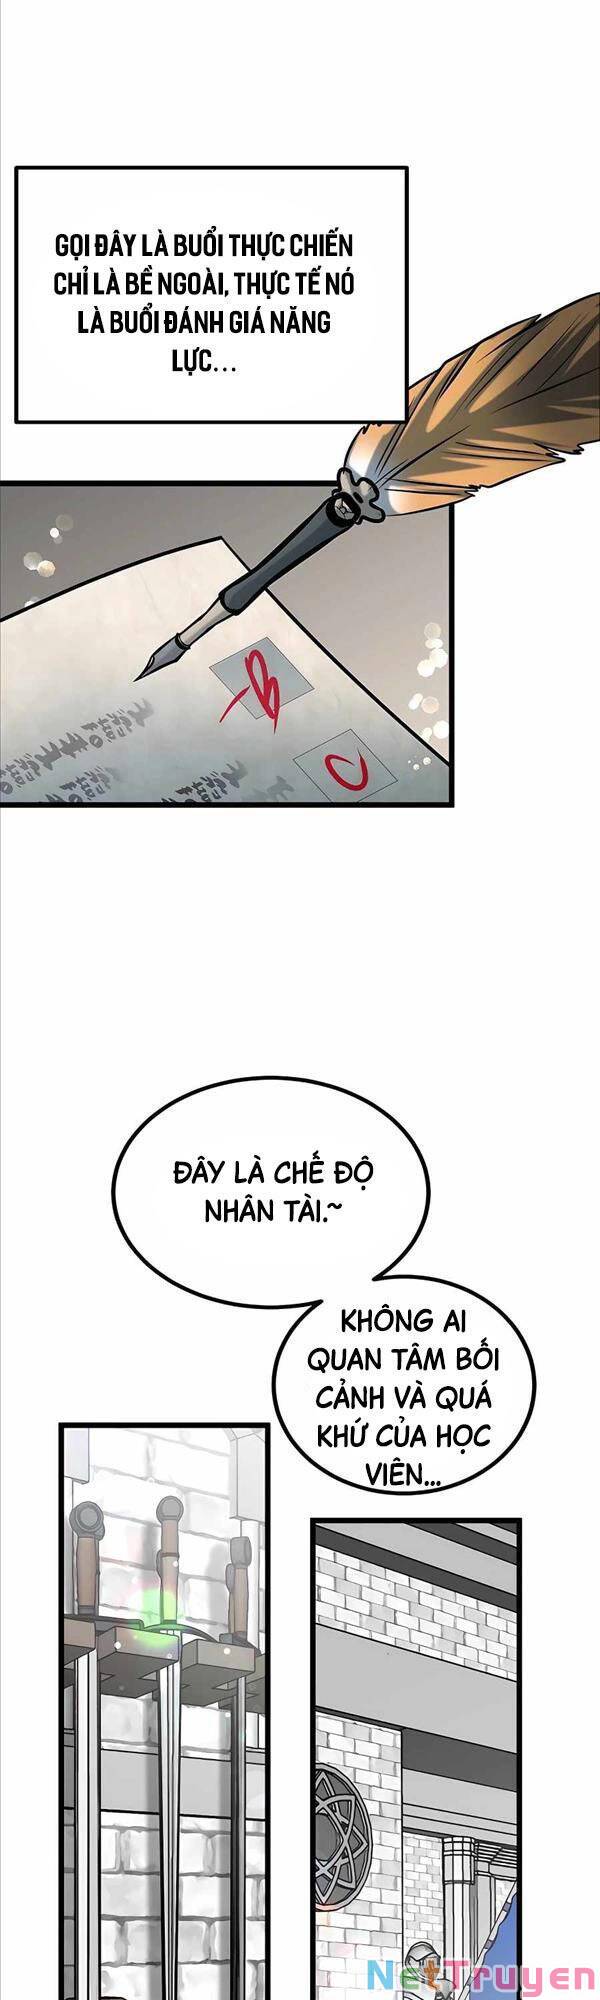 GỌI ĐÂY LÀ BUỔI THỰC CHIẾN
CHỈ LÀ BỀ NGOÀI, THỰC TẾ NÓ
LÀ BUỔI ĐÁNH GIÁ NĂNG
LỰC...
-B
C
ĐÂY LÀ CHẾ ĐỘ
NHÂN TÀI.~
KHÔNG AI
QUAN TÂM BỐI
CẢNH VÀ QUÁ
KHỨ CỦA HỌC
VIÊN...
NetTruyen